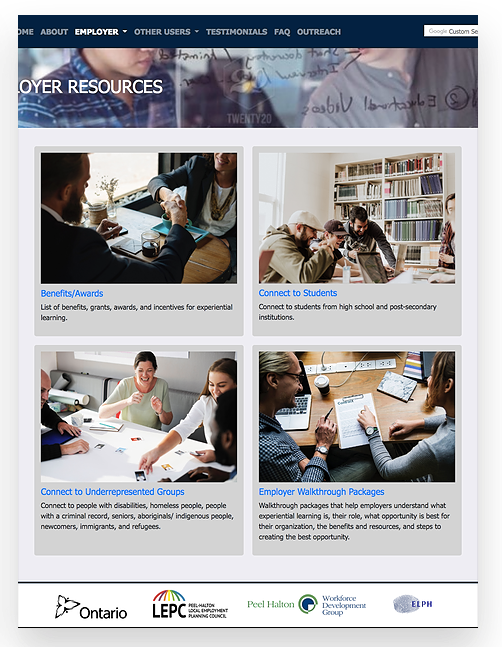 OME ABOUT EMPLOYER OTHER USERS TESTIMONIALS FAQ OUTREACH Google Custom Se
LOYER RESOURCES
② Educational Videos
TWENTY20
Benefits/Awards
List of benefits, grants, awards, and incentives for experiential
learning.
Connect to Students
Connect to students from high school and post-secondary
institutions.
Connect to Underrepresented Groups
Connect to people with disabilities, homeless people, people
with a criminal record, seniors, aboriginals/ indigenous people,
newcomers, immigrants, and refugees.
Employer Walkthrough Packages
Walkthrough packages that help employers understand what
experiential learning is, their role, what opportunity is best for
their organization, the benefits and resources, and steps to
creating the best opportunity.
Ontario
LEPC PEEL-HALTON
LOCAL EMPLOYMENT
PLANNING COUNCIL
Peel Halton Workforce
Development
Group
ELPH